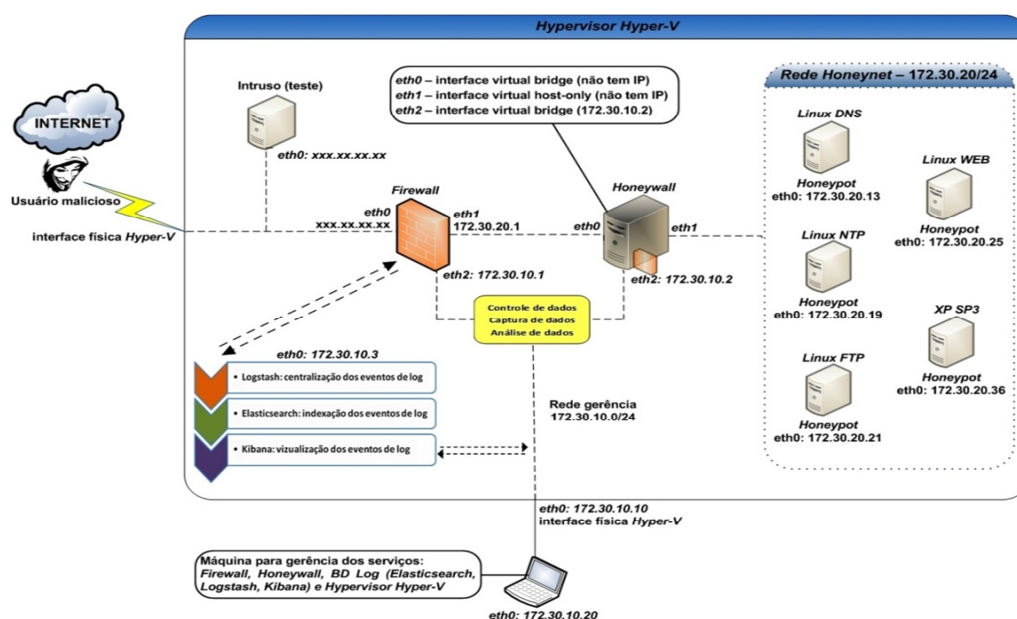 Hypervisor Hyper-V
INTERNET
Usuário malicioso
interface física Hyper-V
Intruso (teste)
eth0: xxx.xx.xx.xx
eth0 – interface virtual bridge (não tem IP)
eth1 – interface virtual host-only (não tem IP)
eth2 – interface virtual bridge (172.30.10.2)
Firewall
eth0
xxx.xx.xx.xx
eth1
172.30.20.1
eth2: 172.30.10.1
Honeywall
eth0
eth1
eth2: 172.30.10.2
Controle de dados
Captura de dados
Análise de dados
Rede Honeynet – 172.30.20/24
Linux DNS
Honeypot
eth0: 172.30.20.13
Linux WEB
Honeypot
eth0: 172.30.20.25
Linux NTP
Honeypot
eth0: 172.30.20.19
XP SP3
Honeypot
eth0: 172.30.20.36
Linux FTP
Honeypot
eth0: 172.30.20.21
eth0: 172.30.10.3
• Logstash: centralização dos eventos de log
• Elasticsearch: indexação dos eventos de log
• Kibana: vizualização dos eventos de log
Rede gerência
172.30.10.0/24
eth0: 172.30.10.10
interface física Hyper-V
Máquina para gerência dos serviços:
Firewall, Honeywall, BD Log (Elasticsearch,
Logstash, Kibana) e Hypervisor Hyper-V
eth0: 172.30.10.20